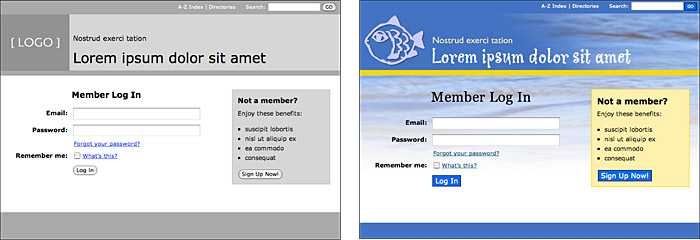 A-Z Index | Directories Search: GO
[ LOGO ]
Nostrud exerci tation
Lorem ipsum dolor sit amet
Member Log In
Email:
Password:
Forgot your password?
Remember me: What's this?
Log In
Not a member?
Enjoy these benefits:
suscipit lobortis
nisl ut aliquip ex
ea commodo
consequat
Sign Up Now!
A-Z Index | Directories Search: GO
Nostrud exerci tation
Lorem ipsum dolor sit amet
Member Log In
Email:
Password:
Forgot your password?
Remember me: What's this?
Log In
Not a member?
Enjoy these benefits:
suscipit lobortis
nisl ut aliquip ex
ea commodo
consequat
Sign Up Now!